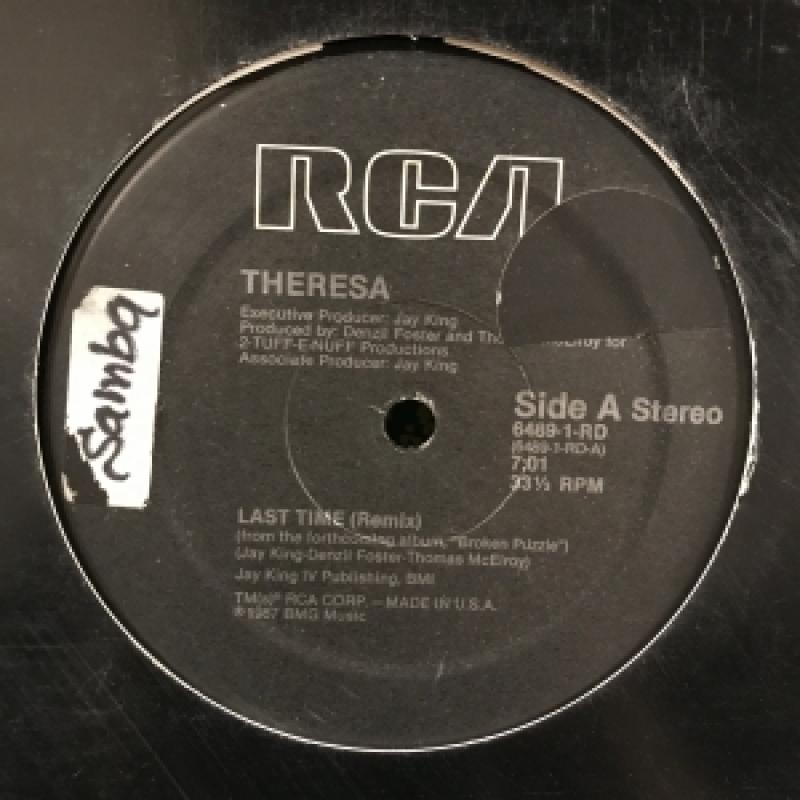 RCA
THERESA
Executive Producer: Jay King
Produced by: Denzil Foster and McElroy for
2-TUFF-E-NUFF Productions
Associate Producer: Jay King
Samba
Side A Stereo
6489-1-RD
(6489-1-RD-A)
7:01
33⅓ RPM
LAST TIME (Remix)
(from the forthcoming album, "Broken Puzzle")
(Jay King-Denzil Foster-Thomas McElroy)
Jay King IV Publishing, BMI
TM(s)® RCA CORP. — MADE IN U.S.A.
℗1987 BMG Music